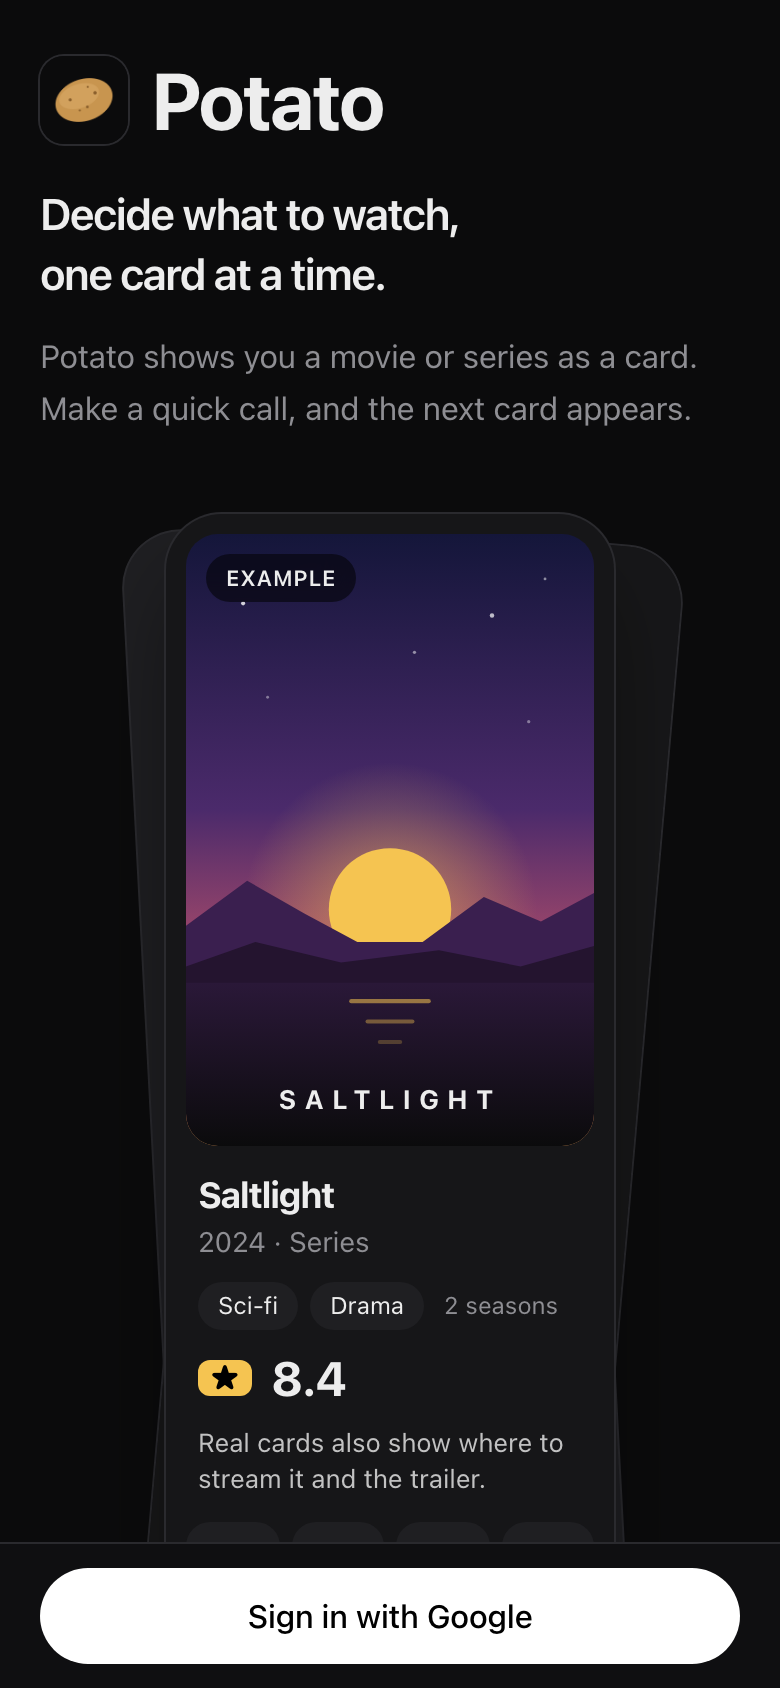 Potato
Decide what to watch,
one card at a time.
Potato shows you a movie or series as a card.
Make a quick call, and the next card appears.
EXAMPLE
SALTLIGHT
Saltlight
2024 · Series
Sci-fi Drama 2 seasons
8.4
Real cards also show where to
stream it and the trailer.
Sign in with Google